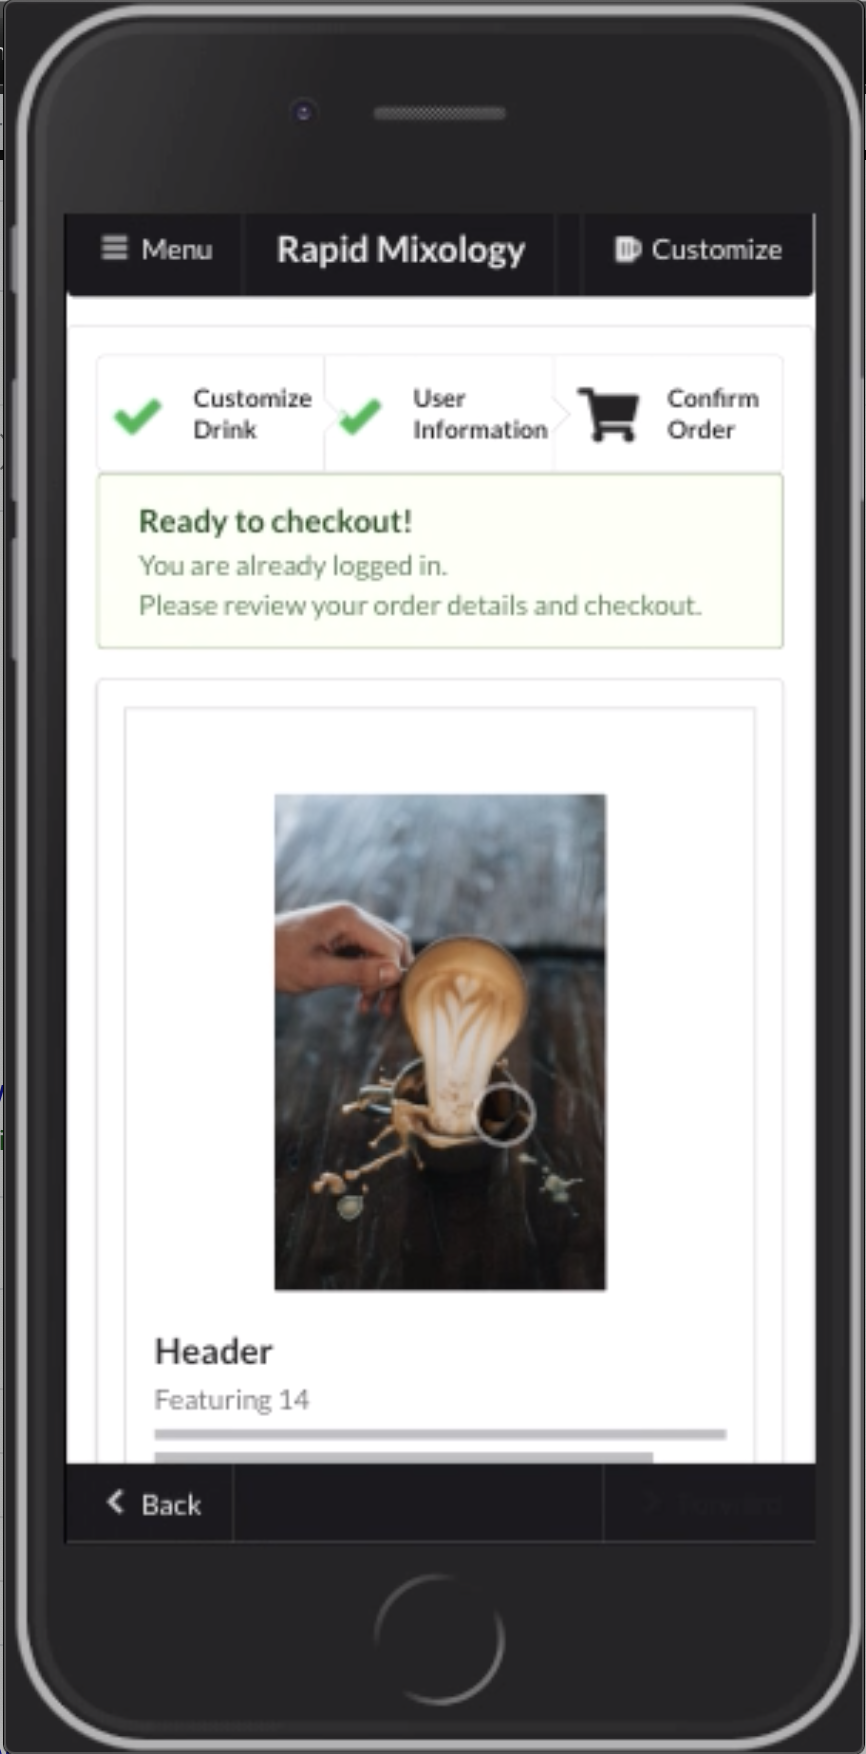 Menu
Rapid Mixology
Customize
Customize
Drink
User
Information
Confirm
Order
Ready to checkout!
You are already logged in.
Please review your order details and checkout.
Header
Featuring 14
Back